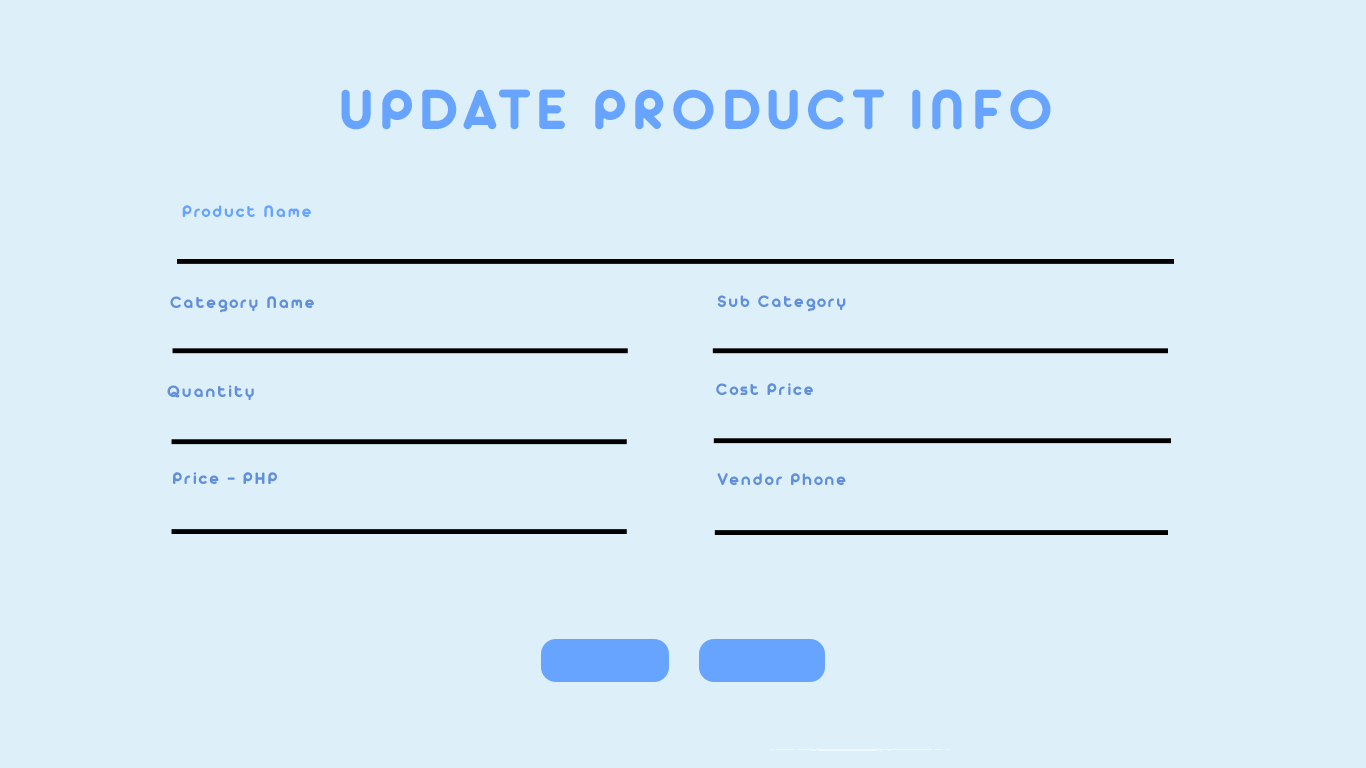 UPDATE PRODUCT INFO
Product Name
Category Name
Sub Category
Quantity
Cost Price
Price - PHP
Vendor Phone